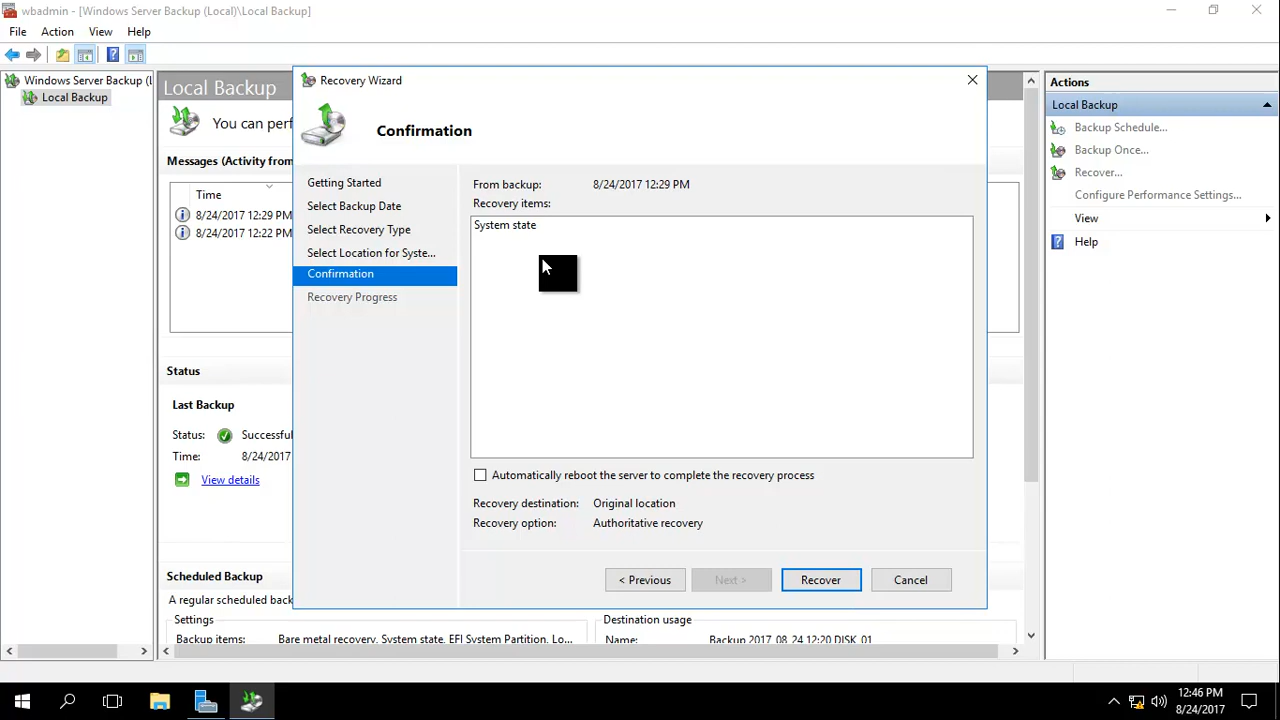 wbadmin - [Windows Server Backup (Local)\Local Backup]
File Action View Help
Windows Server Backup (L
Local Backup
Local Backup
You can perf
Messages (Activity from
Time
8/24/2017 12:29 PM
8/24/2017 12:22 PM
Status
Last Backup
Status: Successful
Time: 8/24/2017
View details
Scheduled Backup
A regular scheduled back
Settings
Backup items: Bare metal recovery, System state, EFI System Partition, Lo...
Destination usage
Name: Backup 2017_08_24 12:20 DISK_01
Recovery Wizard
Confirmation
Getting Started
Select Backup Date
Select Recovery Type
Select Location for Syste...
Confirmation
Recovery Progress
From backup: 8/24/2017 12:29 PM
Recovery items:
System state
Automatically reboot the server to complete the recovery process
Recovery destination: Original location
Recovery option: Authoritative recovery
< Previous Next > Recover Cancel
Actions
Local Backup
Backup Schedule...
Backup Once...
Recover...
Configure Performance Settings...
View
Help
12:46 PM
8/24/2017